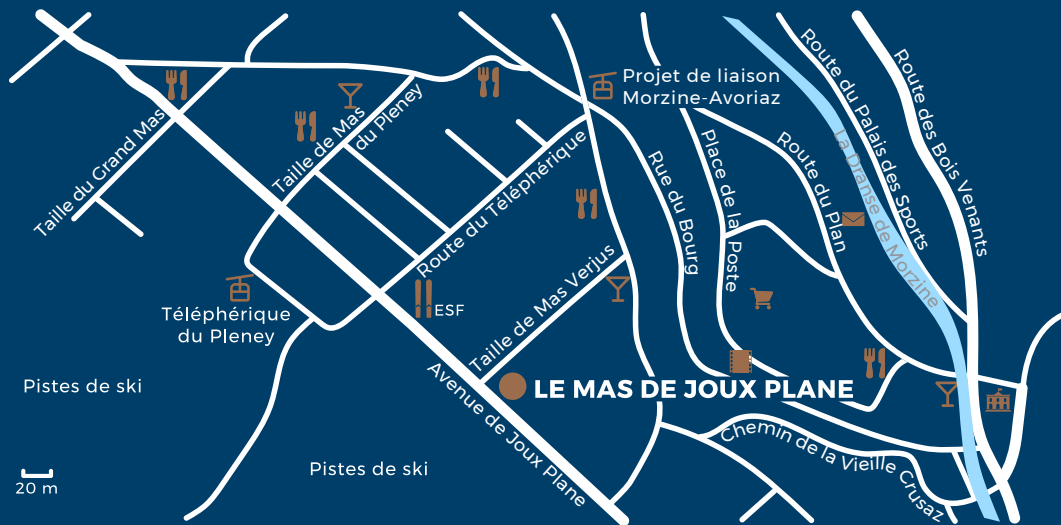 Projet de liaison
Morzine-Avoriaz
Route du Palais des Sports
Route des Bois Venants
La Dranse de Morzine
Taille du Grand Mas
Taille de Mas
du Pleney
Route du Téléphérique
Rue du Bourg
Place de la Poste
Route du Plan
Téléphérique
du Pleney
ESF
Taille de Mas Verjus
Pistes de ski
LE MAS DE JOUX PLANE
Avenue de Joux Plane
Chemin de la Vieille Crusaz
Pistes de ski
20 m